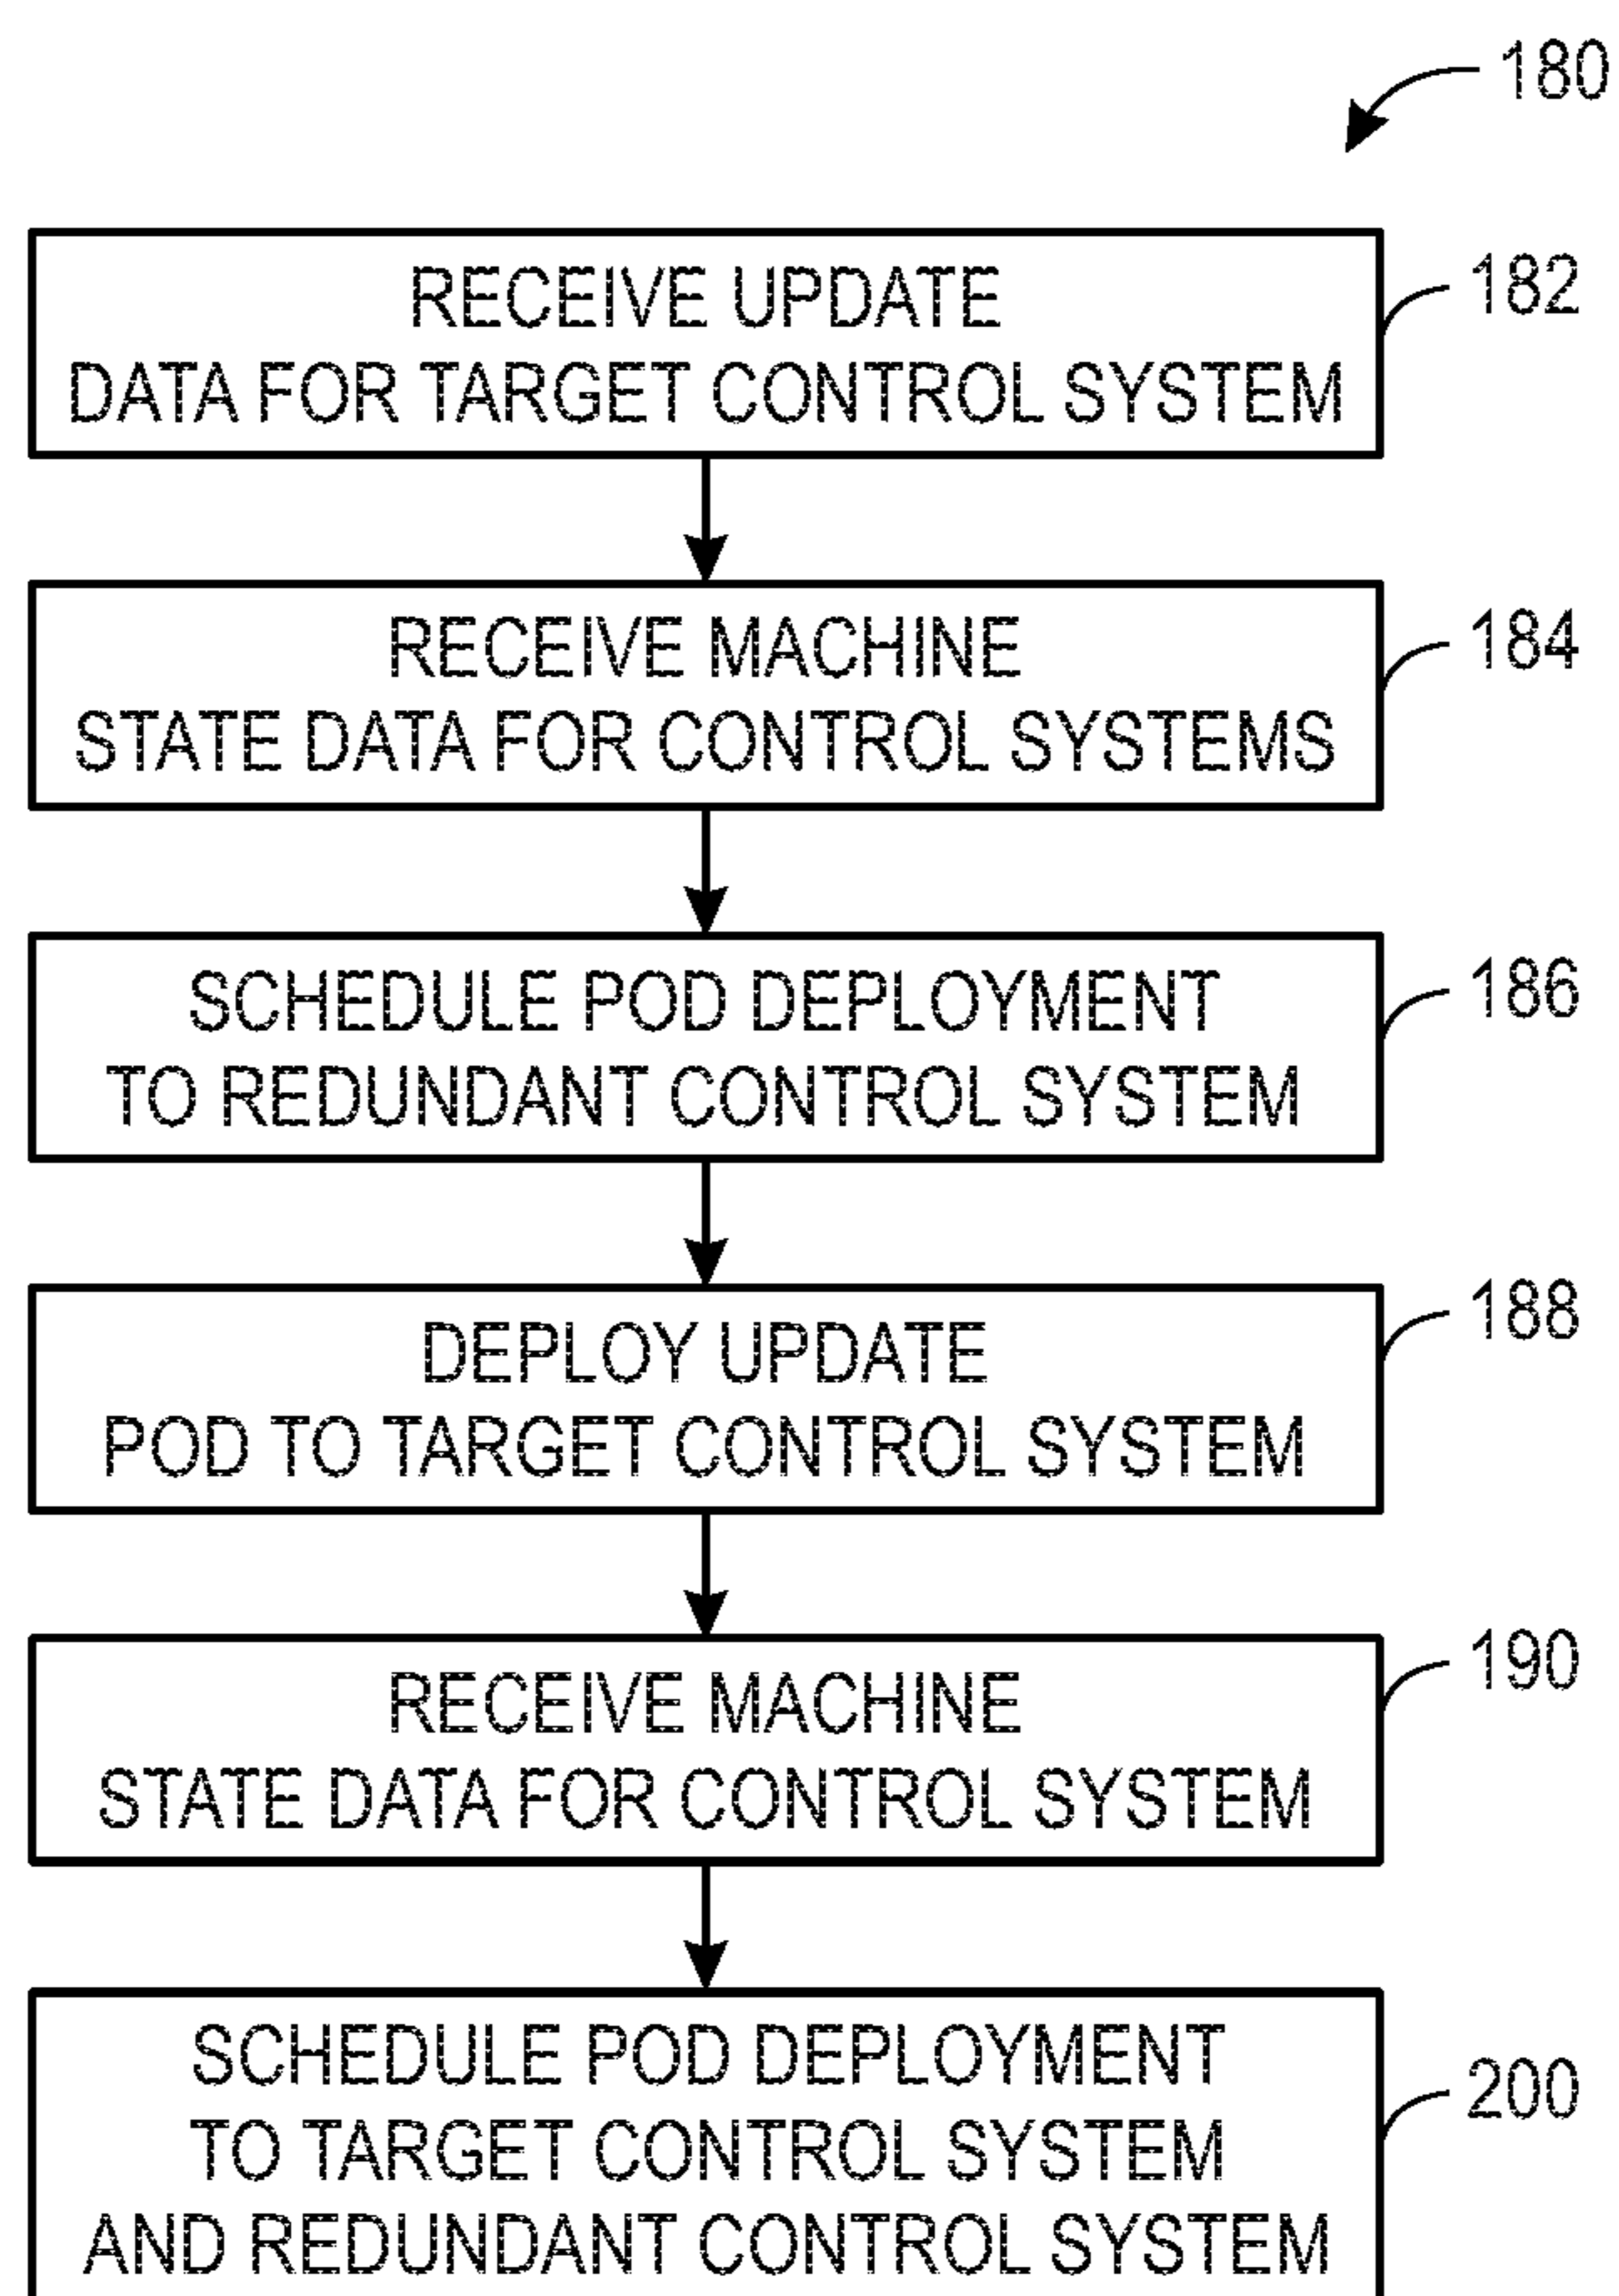 180
RECEIVE UPDATE
DATA FOR TARGET CONTROL SYSTEM
182
RECEIVE MACHINE
STATE DATA FOR CONTROL SYSTEMS
184
SCHEDULE POD DEPLOYMENT
TO REDUNDANT CONTROL SYSTEM
186
DEPLOY UPDATE
POD TO TARGET CONTROL SYSTEM
188
RECEIVE MACHINE
STATE DATA FOR CONTROL SYSTEM
190
SCHEDULE POD DEPLOYMENT
TO TARGET CONTROL SYSTEM
AND REDUNDANT CONTROL SYSTEM
200